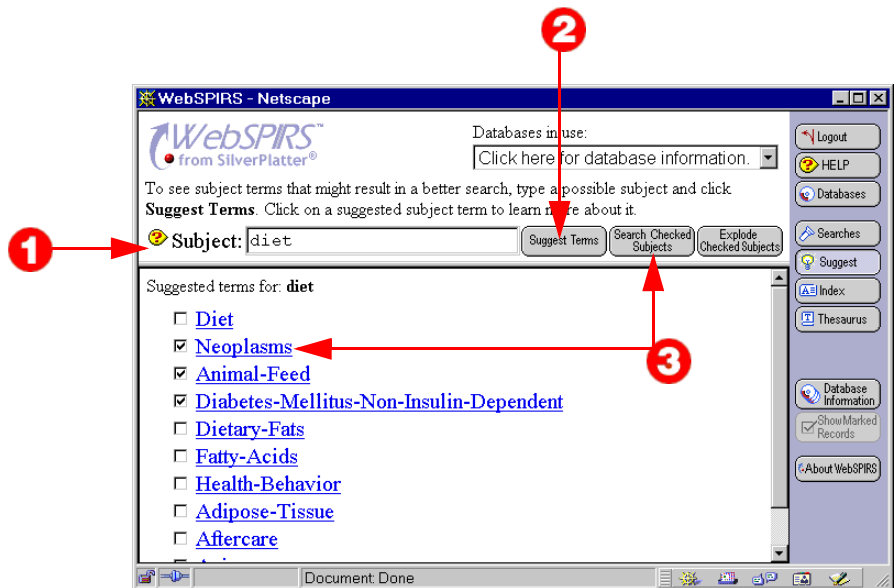 2
WebSPIRS - Netscape
WebSPIRS™
from SilverPlatter®
Databases in use:
Click here for database information.
To see subject terms that might result in a better search, type a possible subject and click
Suggest Terms. Click on a suggested subject term to learn more about it.
1
Subject: diet
Suggest Terms
Search Checked
Subjects
Explode
Checked Subjects
Logout
HELP
Databases
Searches
Suggest
Index
Thesaurus
Database
Information
Show Marked
Records
About WebSPIRS
Suggested terms for: diet
Diet
Neoplasms
3
Animal-Feed
Diabetes-Mellitus-Non-Insulin-Dependent
Dietary-Fats
Fatty-Acids
Health-Behavior
Adipose-Tissue
Aftercare
Document: Done